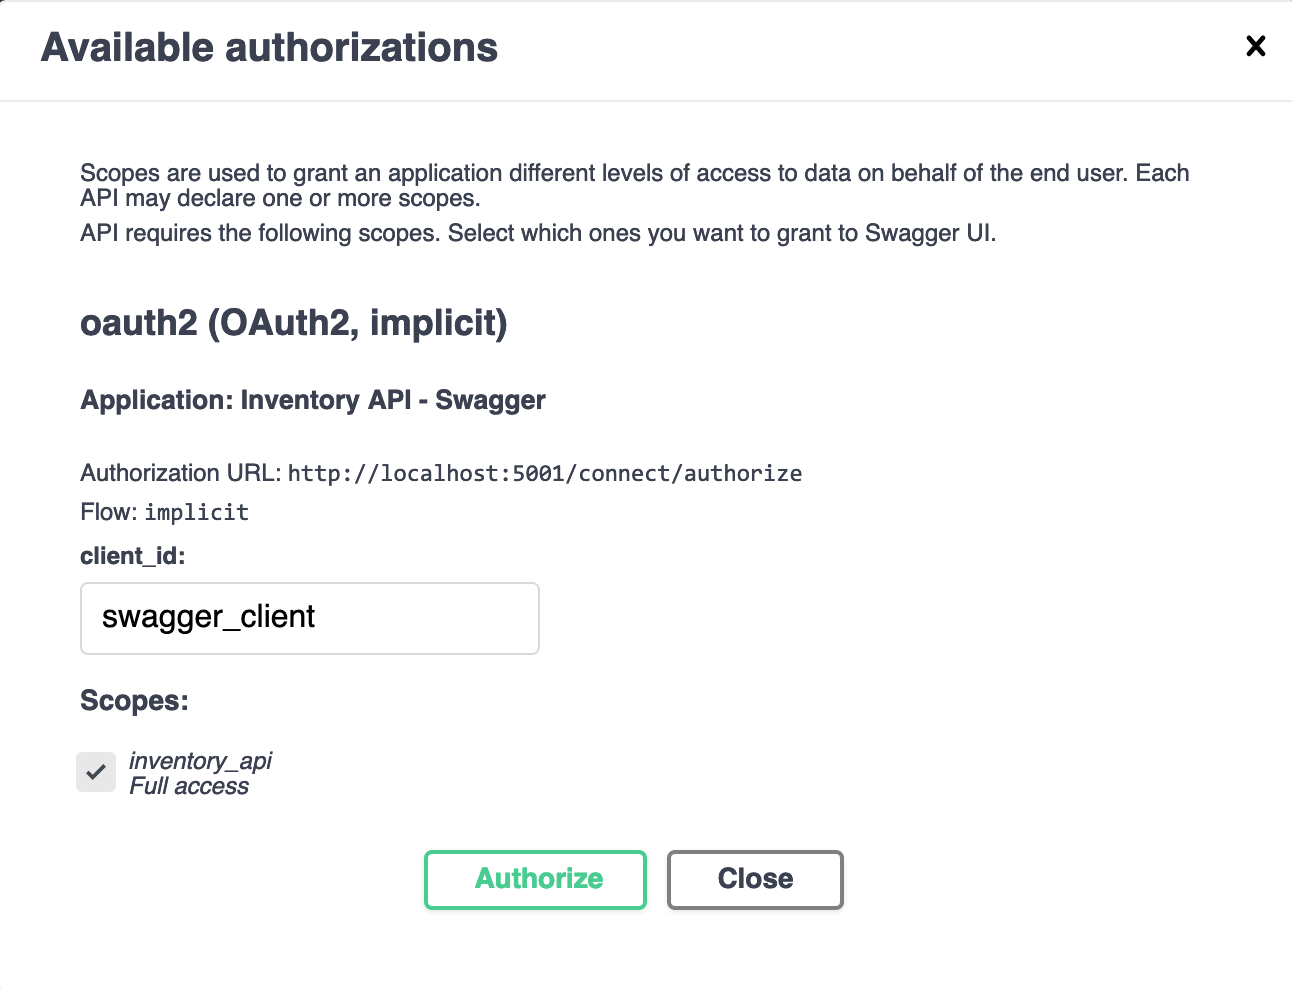 Available authorizations
Scopes are used to grant an application different levels of access to data on behalf of the end user. Each
API may declare one or more scopes.
API requires the following scopes. Select which ones you want to grant to Swagger UI.
oauth2 (OAuth2, implicit)
Application: Inventory API - Swagger
Authorization URL: http://localhost:5001/connect/authorize
Flow: implicit
client_id:
swagger_client
Scopes:
inventory_api
Full access
Authorize
Close